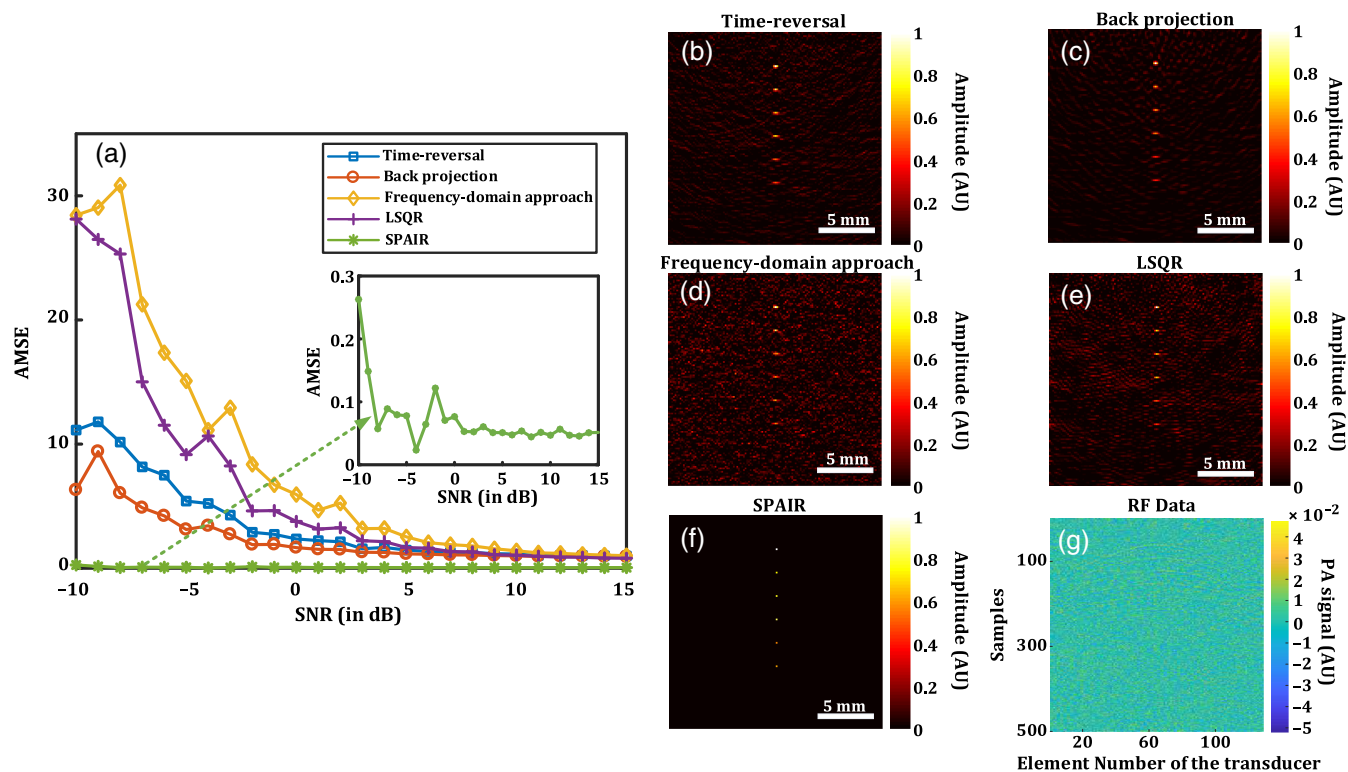 (a)
Time-reversal
Back projection
Frequency-domain approach
LSQR
SPAIR
AMSE
30
20
10
0
−10
−5
0
5
10
15
SNR (in dB)
0.3
0.2
0.1
0
AMSE
−10
−5
0
5
10
15
SNR (in dB)
Time-reversal
(b)
5 mm
1
0.8
0.6
0.4
0.2
0
Amplitude (AU)
Back projection
(c)
5 mm
1
0.8
0.6
0.4
0.2
0
Amplitude (AU)
Frequency-domain approach
(d)
5 mm
1
0.8
0.6
0.4
0.2
0
Amplitude (AU)
LSQR
(e)
5 mm
1
0.8
0.6
0.4
0.2
0
Amplitude (AU)
SPAIR
(f)
5 mm
1
0.8
0.6
0.4
0.2
0
Amplitude (AU)
RF Data
(g)
Samples
100
300
500
20
60
100
Element Number of the transducer
× 10−2
4
3
2
1
0
−1
−2
−3
−4
−5
PA signal (AU)